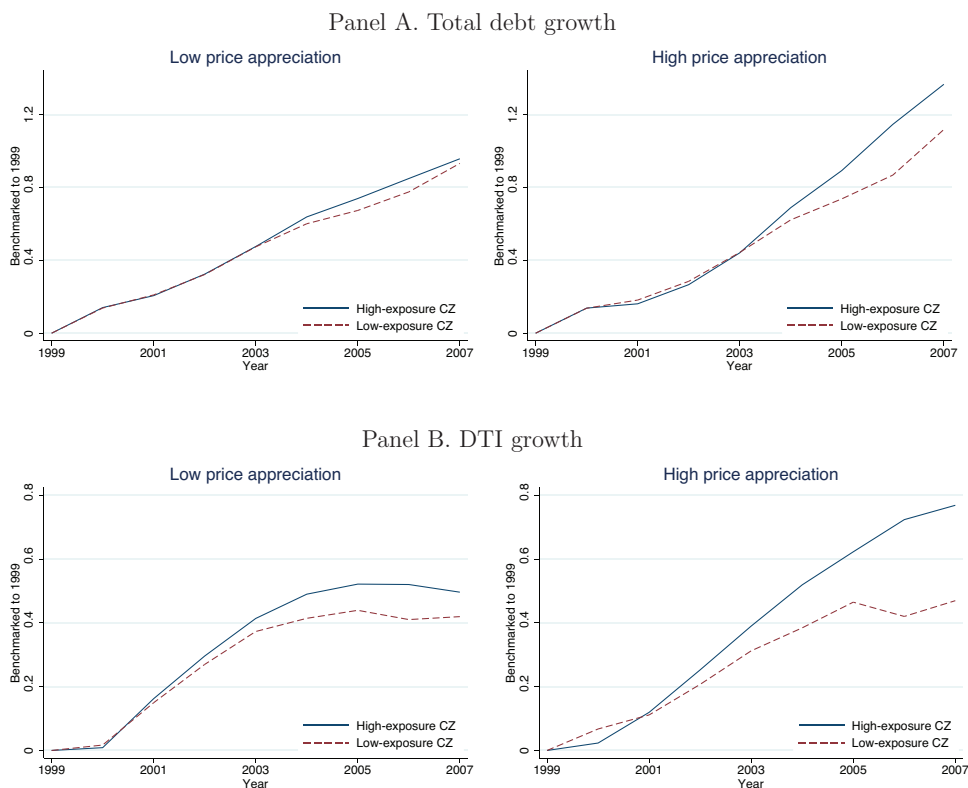 Panel A. Total debt growth
Low price appreciation
Benchmarked to 1999
0 0.4 0.8 1.2
High-exposure CZ
Low-exposure CZ
1999 2001 2003 2005 2007
Year
High price appreciation
Benchmarked to 1999
0 0.4 0.8 1.2
High-exposure CZ
Low-exposure CZ
1999 2001 2003 2005 2007
Year
Panel B. DTI growth
Low price appreciation
Benchmarked to 1999
0 0.2 0.4 0.6 0.8
High-exposure CZ
Low-exposure CZ
1999 2001 2003 2005 2007
Year
High price appreciation
Benchmarked to 1999
0 0.2 0.4 0.6 0.8
High-exposure CZ
Low-exposure CZ
1999 2001 2003 2005 2007
Year